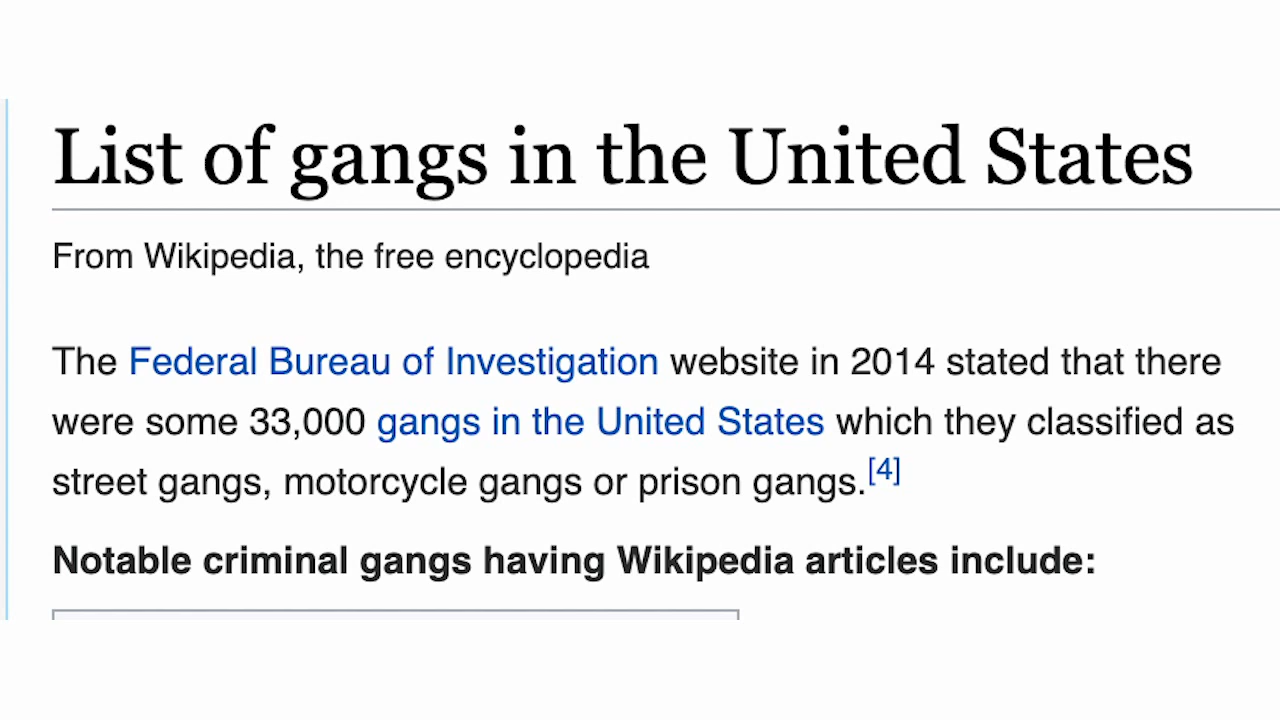 List of gangs in the United States
From Wikipedia, the free encyclopedia
The Federal Bureau of Investigation website in 2014 stated that there
were some 33,000 gangs in the United States which they classified as
street gangs, motorcycle gangs or prison gangs.[4]
Notable criminal gangs having Wikipedia articles include: